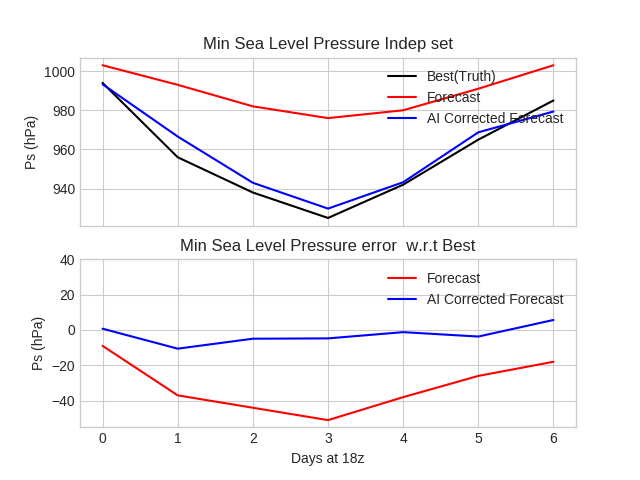 Min Sea Level Pressure Indep set
Ps (hPa)
1000
980
960
940
Best(Truth)
Forecast
AI Corrected Forecast
Min Sea Level Pressure error  w.r.t Best
Ps (hPa)
40
20
0
−20
−40
Forecast
AI Corrected Forecast
0 1 2 3 4 5 6
Days at 18z